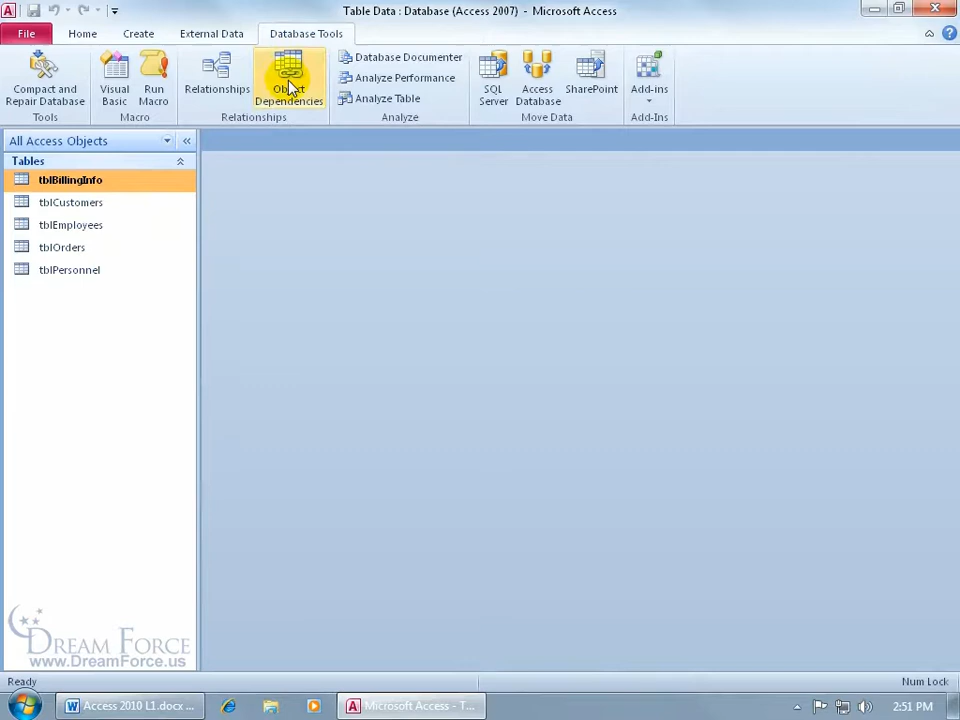 Table Data : Database (Access 2007) - Microsoft Access
File Home Create External Data Database Tools
Compact and Repair Database
Visual Basic
Run Macro
Relationships
Object Dependencies
Database Documenter
Analyze Performance
Analyze Table
SQL Server
Access Database
SharePoint
Add-ins
Tools Macro Relationships Analyze Move Data Add-Ins
All Access Objects
Tables
tblBillingInfo
tblCustomers
tblEmployees
tblOrders
tblPersonnel
DREAM FORCE
www.DreamForce.us
Ready Num Lock
Access 2010 L1.docx ... Microsoft Access - T... 2:51 PM